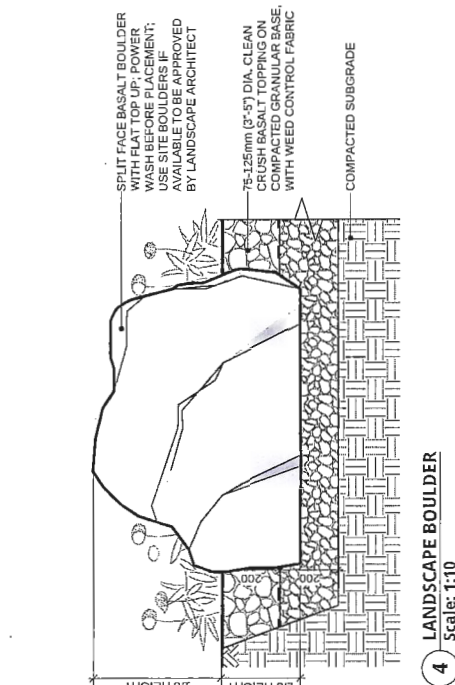 SPLIT FACE BASALT BOULDER
WITH FLAT TOP UP; POWER
WASH BEFORE PLACEMENT;
USE SITE BOULDERS IF
AVAILABLE TO BE APPROVED
BY LANDSCAPE ARCHITECT
75-125mm (3"-5") DIA, CLEAN
CRUSH BASALT TOPPING ON
COMPACTED GRANULAR BASE,
WITH WEED CONTROL FABRIC
COMPACTED SUBGRADE
200
200
4
LANDSCAPE BOULDER
Scale: 1:10